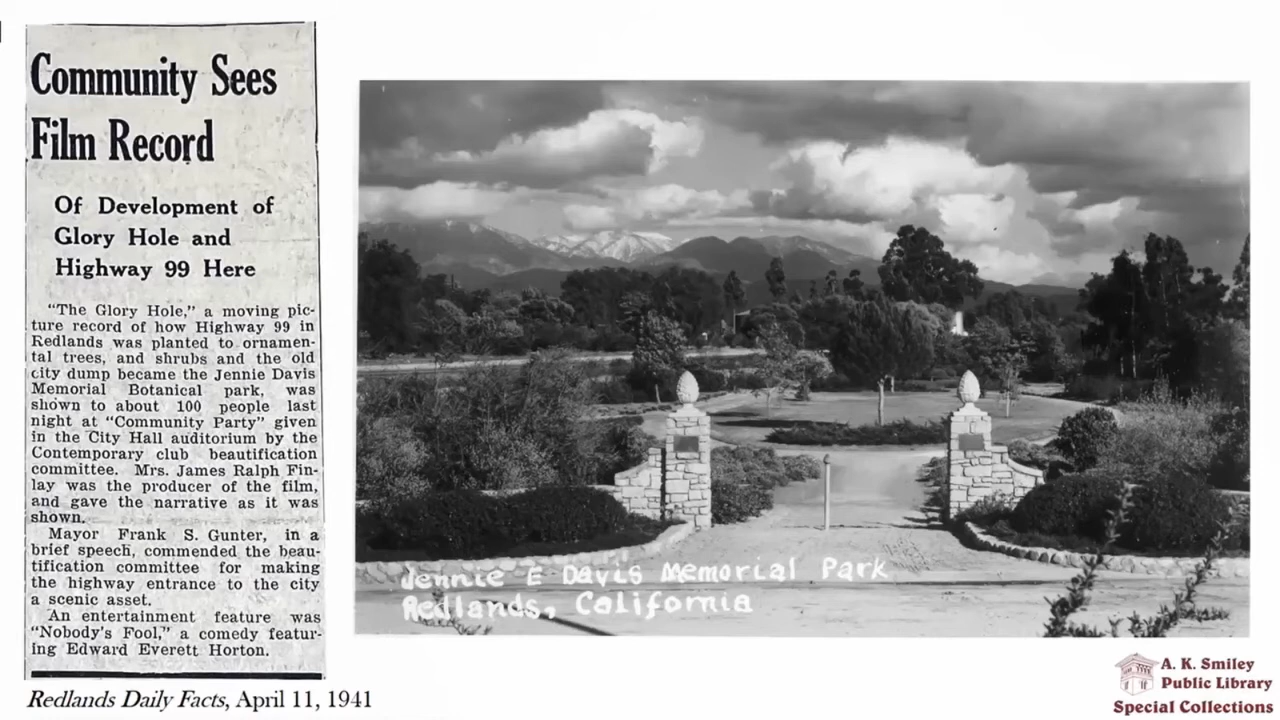 Community Sees
Film Record
Of Development of
Glory Hole and
Highway 99 Here
"The Glory Hole," a moving pic-
ture record of how Highway 99 in
Redlands was planted to ornamen-
tal trees, and shrubs and the old
city dump became the Jennie Davis
Memorial Botanical park, was
shown to about 100 people last
night at "Community Party" given
in the City Hall auditorium by the
Contemporary club beautification
committee. Mrs. James Ralph Fin-
lay was the producer of the film,
and gave the narrative as it was
shown.
Mayor Frank S. Gunter, in a
brief speech, commended the beau-
tification committee for making
the highway entrance to the city
a scenic asset.
An entertainment feature was
"Nobody's Fool," a comedy featur-
ing Edward Everett Horton.
Redlands Daily Facts, April 11, 1941
Jennie E Davis Memorial Park
Redlands, California
A. K. Smiley
Public Library
Special Collections